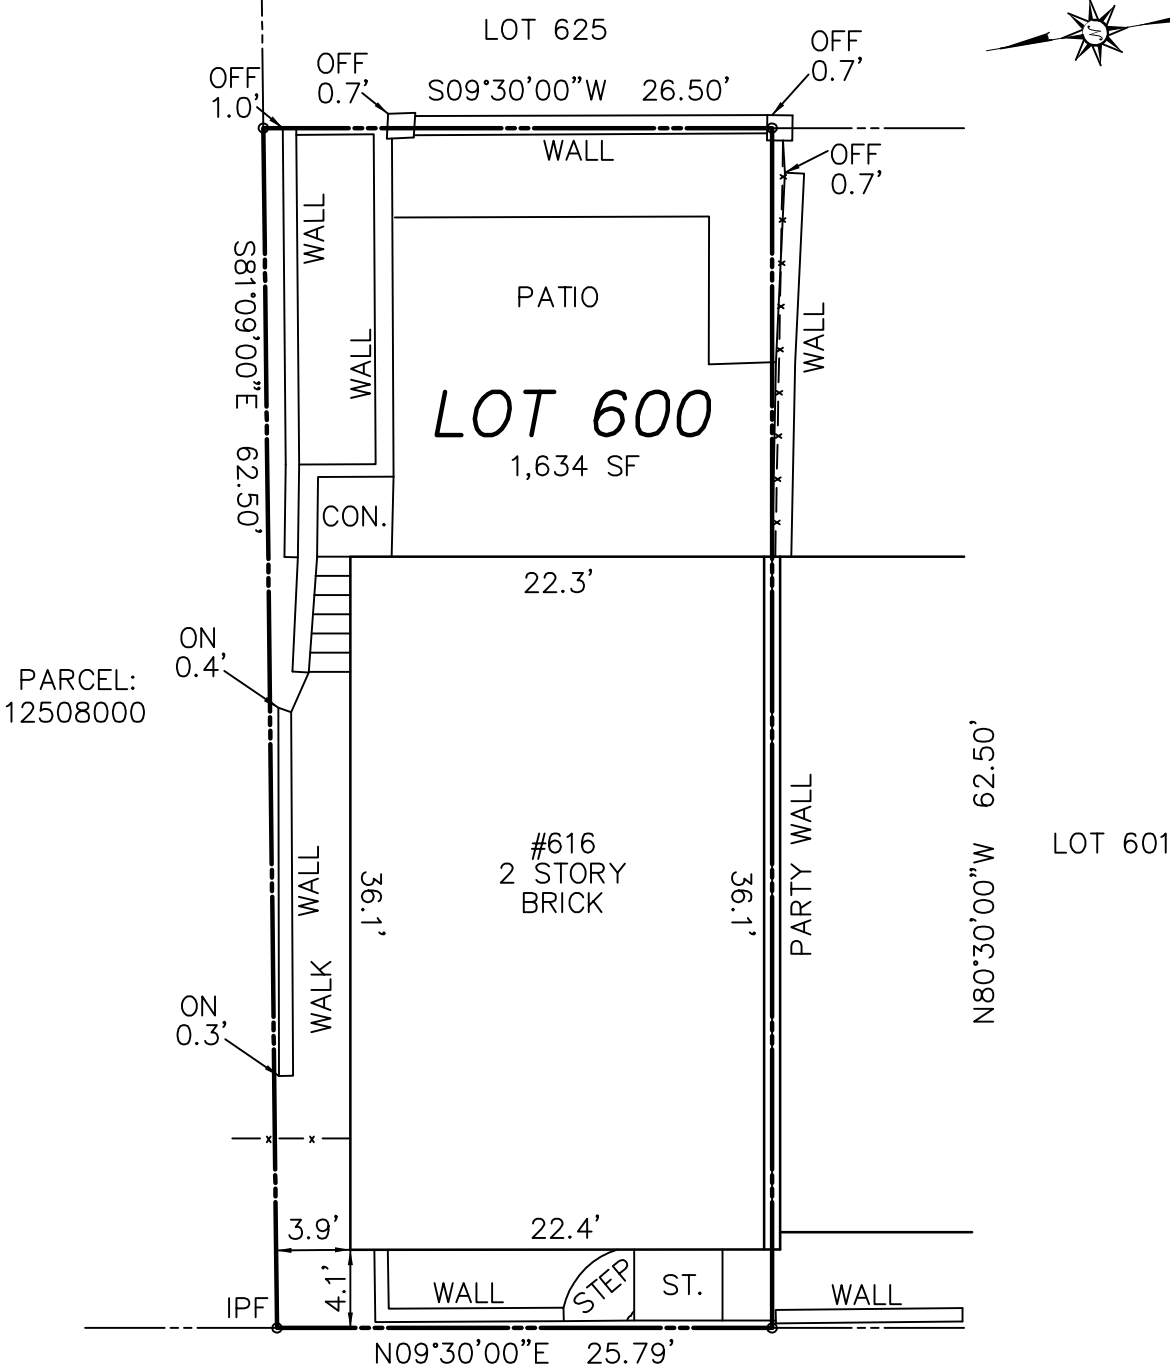 LOT 625
N
OFF
0.7'
OFF
0.7'
OFF
1.0'
S09°30'00"W 26.50'
WALL
OFF
0.7'
WALL
S81°09'00"E 62.50'
PATIO
WALL
WALL
LOT 600
1,634 SF
CON.
22.3'
ON
0.4'
PARCEL:
12508000
N80°30'00"W 62.50'
PARTY WALL
LOT 601
#616
2 STORY
BRICK
36.1'
36.1'
WALL
WALK
ON
0.3'
3.9'
22.4'
4.1'
WALL
STEP
ST.
WALL
IPF
N09°30'00"E 25.79'